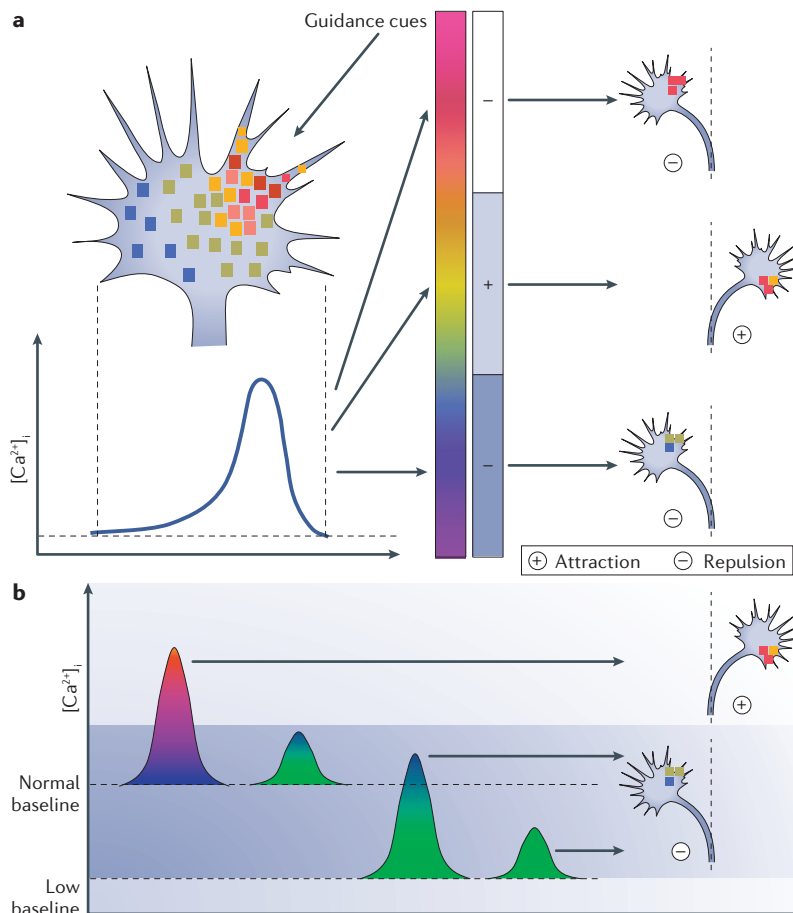 a
Guidance cues
−
−
+
+
−
−
[Ca²⁺]ᵢ
+ Attraction − Repulsion
b
[Ca²⁺]ᵢ
+
Normal
baseline
−
Low
baseline